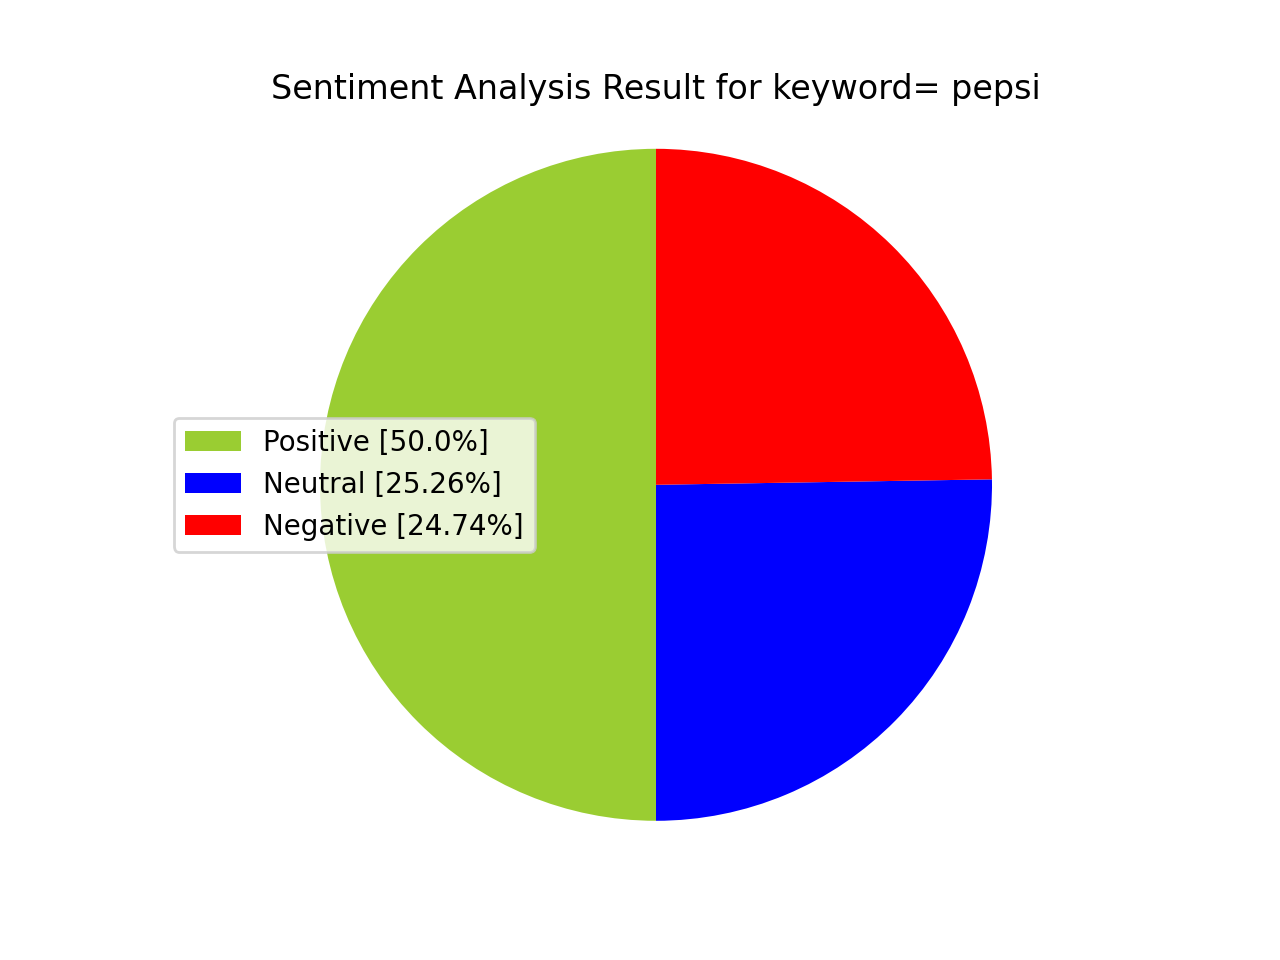 Sentiment Analysis Result for keyword= pepsi
Positive [50.0%]
Neutral [25.26%]
Negative [24.74%]